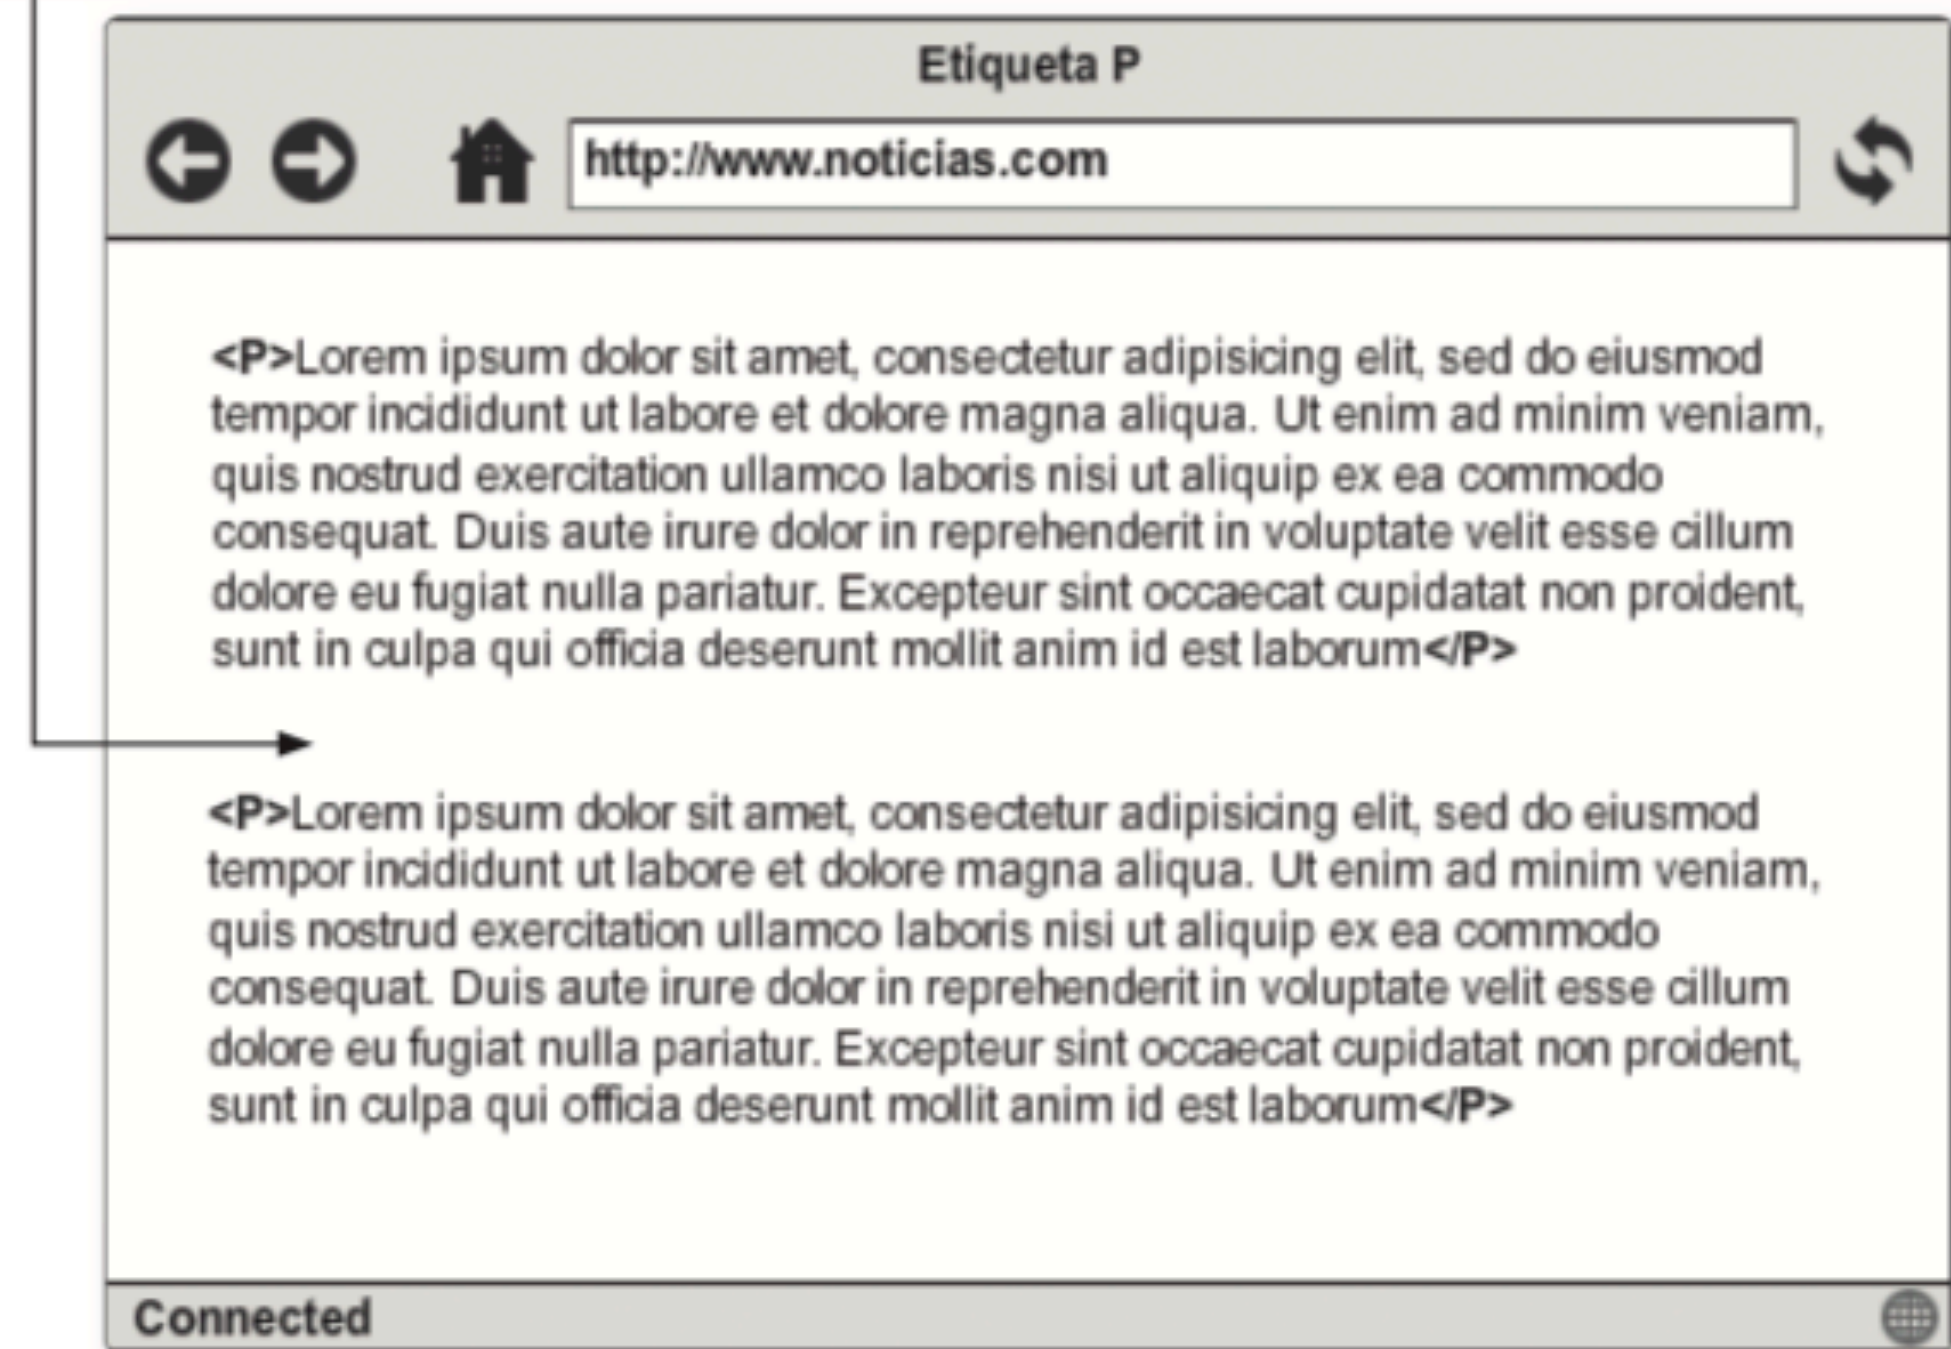 Etiqueta P
http://www.noticias.com
<P>Lorem ipsum dolor sit amet, consectetur adipisicing elit, sed do eiusmod
tempor incididunt ut labore et dolore magna aliqua. Ut enim ad minim veniam,
quis nostrud exercitation ullamco laboris nisi ut aliquip ex ea commodo
consequat. Duis aute irure dolor in reprehenderit in voluptate velit esse cillum
dolore eu fugiat nulla pariatur. Excepteur sint occaecat cupidatat non proident,
sunt in culpa qui officia deserunt mollit anim id est laborum</P>
<P>Lorem ipsum dolor sit amet, consectetur adipisicing elit, sed do eiusmod
tempor incididunt ut labore et dolore magna aliqua. Ut enim ad minim veniam,
quis nostrud exercitation ullamco laboris nisi ut aliquip ex ea commodo
consequat. Duis aute irure dolor in reprehenderit in voluptate velit esse cillum
dolore eu fugiat nulla pariatur. Excepteur sint occaecat cupidatat non proident,
sunt in culpa qui officia deserunt mollit anim id est laborum</P>
Connected